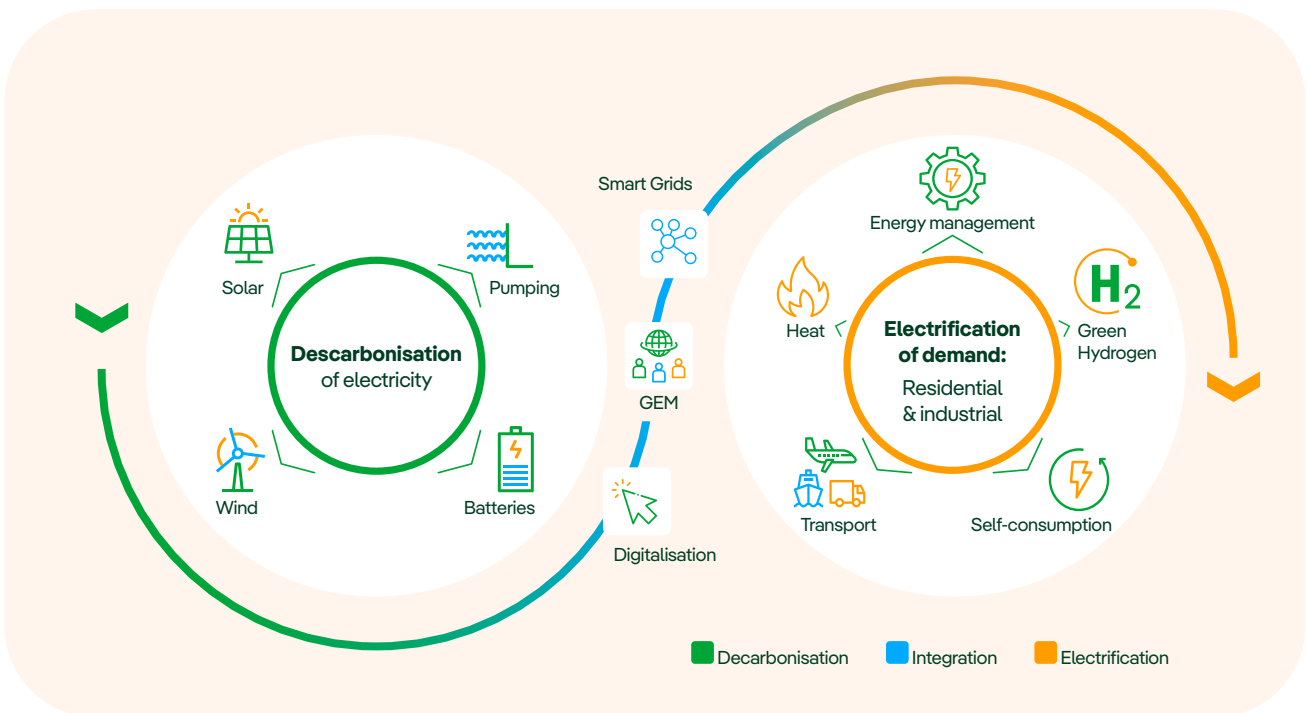 Smart Grids
Solar
Pumping
Descarbonisation
of electricity
Wind
Batteries
GEM
Digitalisation
Energy management
Heat
H2
Green
Hydrogen
Electrification
of demand:
Residential
& industrial
Transport
Self-consumption
Decarbonisation
Integration
Electrification